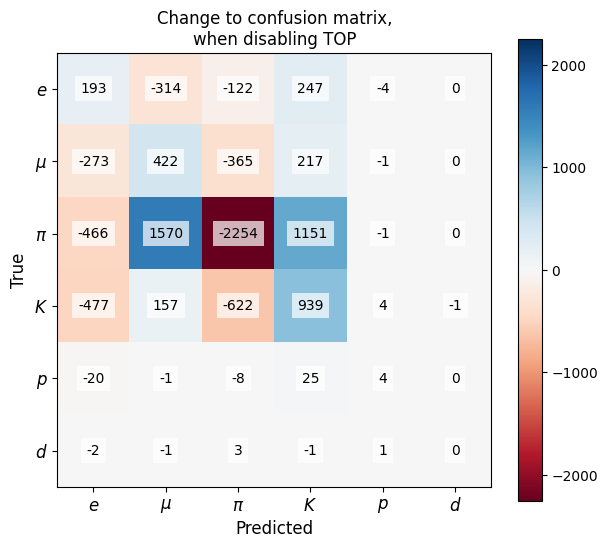 Change to confusion matrix,
when disabling TOP
e 193 -314 -122 247 -4 0
μ -273 422 -365 217 -1 0
π -466 1570 -2254 1151 -1 0
K -477 157 -622 939 4 -1
p -20 -1 -8 25 4 0
d -2 -1 3 -1 1 0
e μ π K p d
Predicted
True
2000
1000
0
−1000
−2000